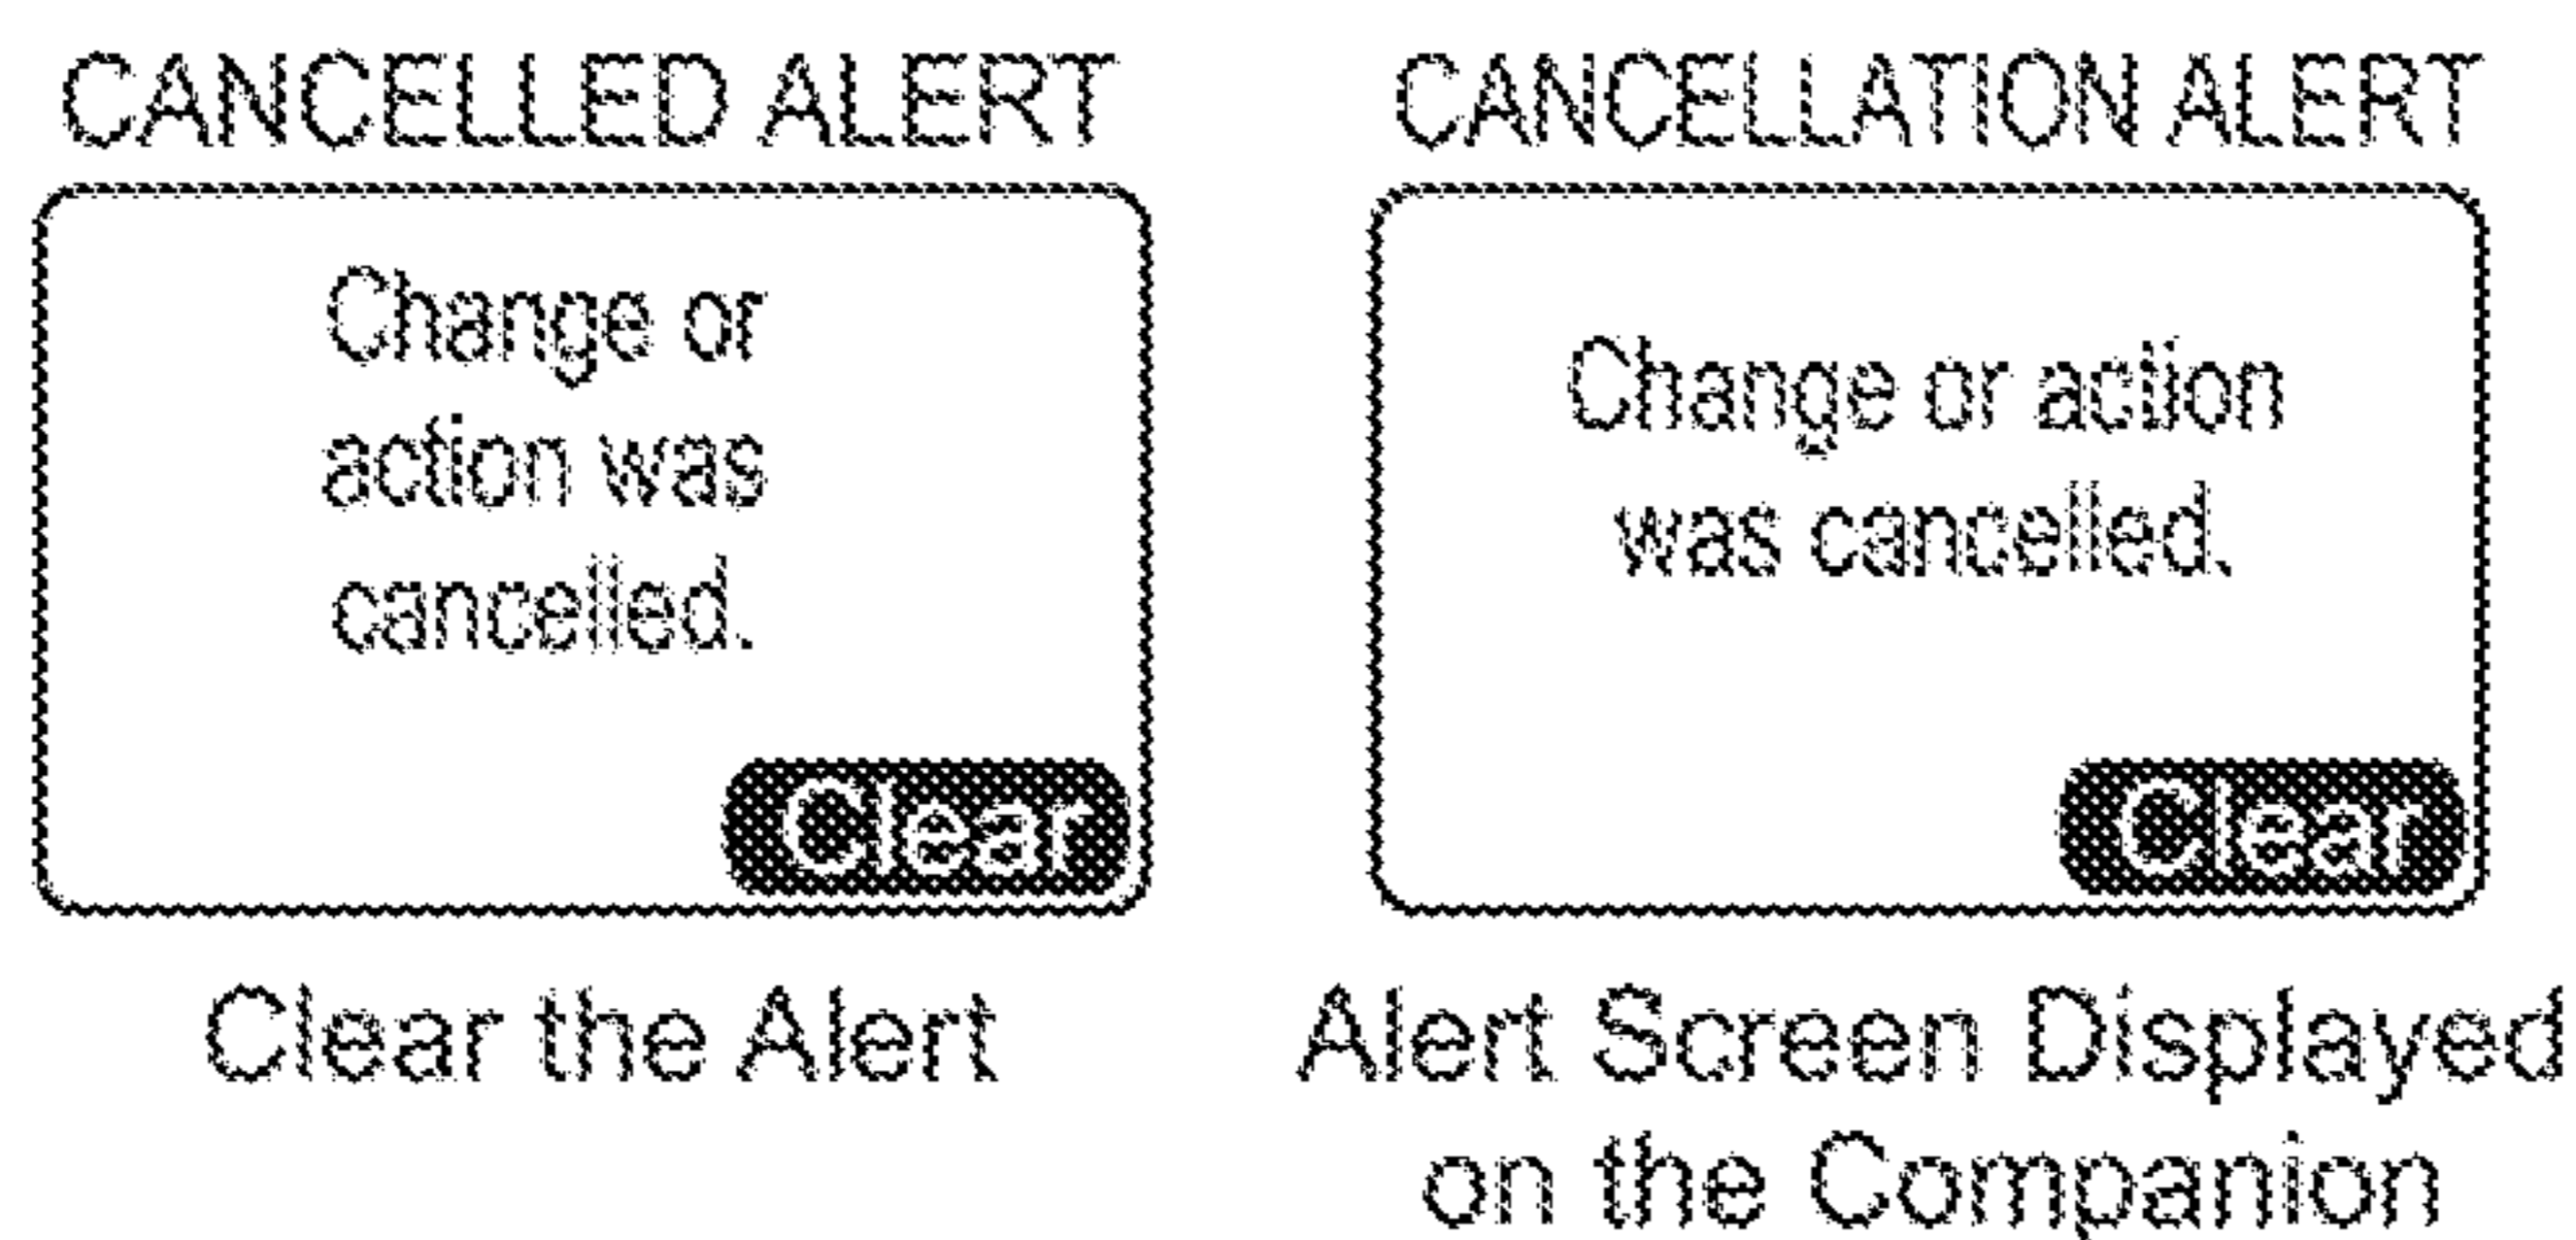 CANCELLED ALERT
Change or
action was
cancelled.
Clear
Clear the Alert
CANCELLATION ALERT
Change or action
was cancelled.
Clear
Alert Screen Displayed
on the Companion